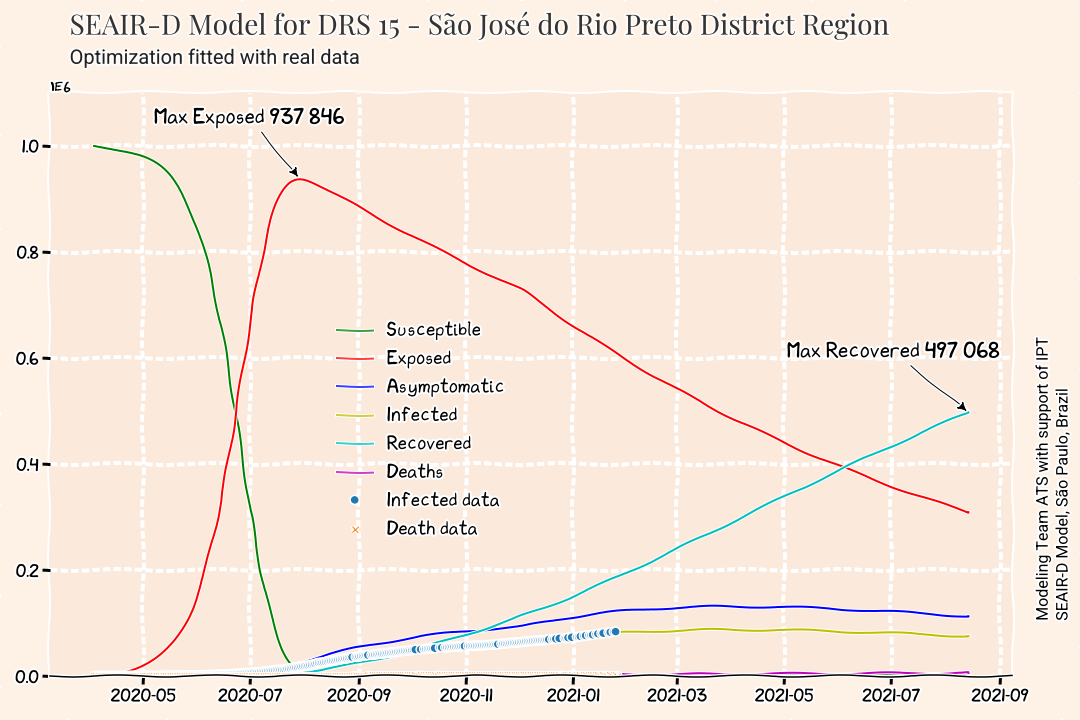 SEAIR-D Model for DRS 15 - São José do Rio Preto District Region
Optimization fitted with real data
1E6
Max Exposed 937 846
1.0
0.8
0.6
0.4
0.2
0.0
Susceptible
Exposed
Asymptomatic
Infected
Recovered
Deaths
Infected data
Death data
Max Recovered 497 068
2020-05
2020-07
2020-09
2020-11
2021-01
2021-03
2021-05
2021-07
2021-09
Modeling Team ATS with support of IPT
SEAIR-D Model, São Paulo, Brazil